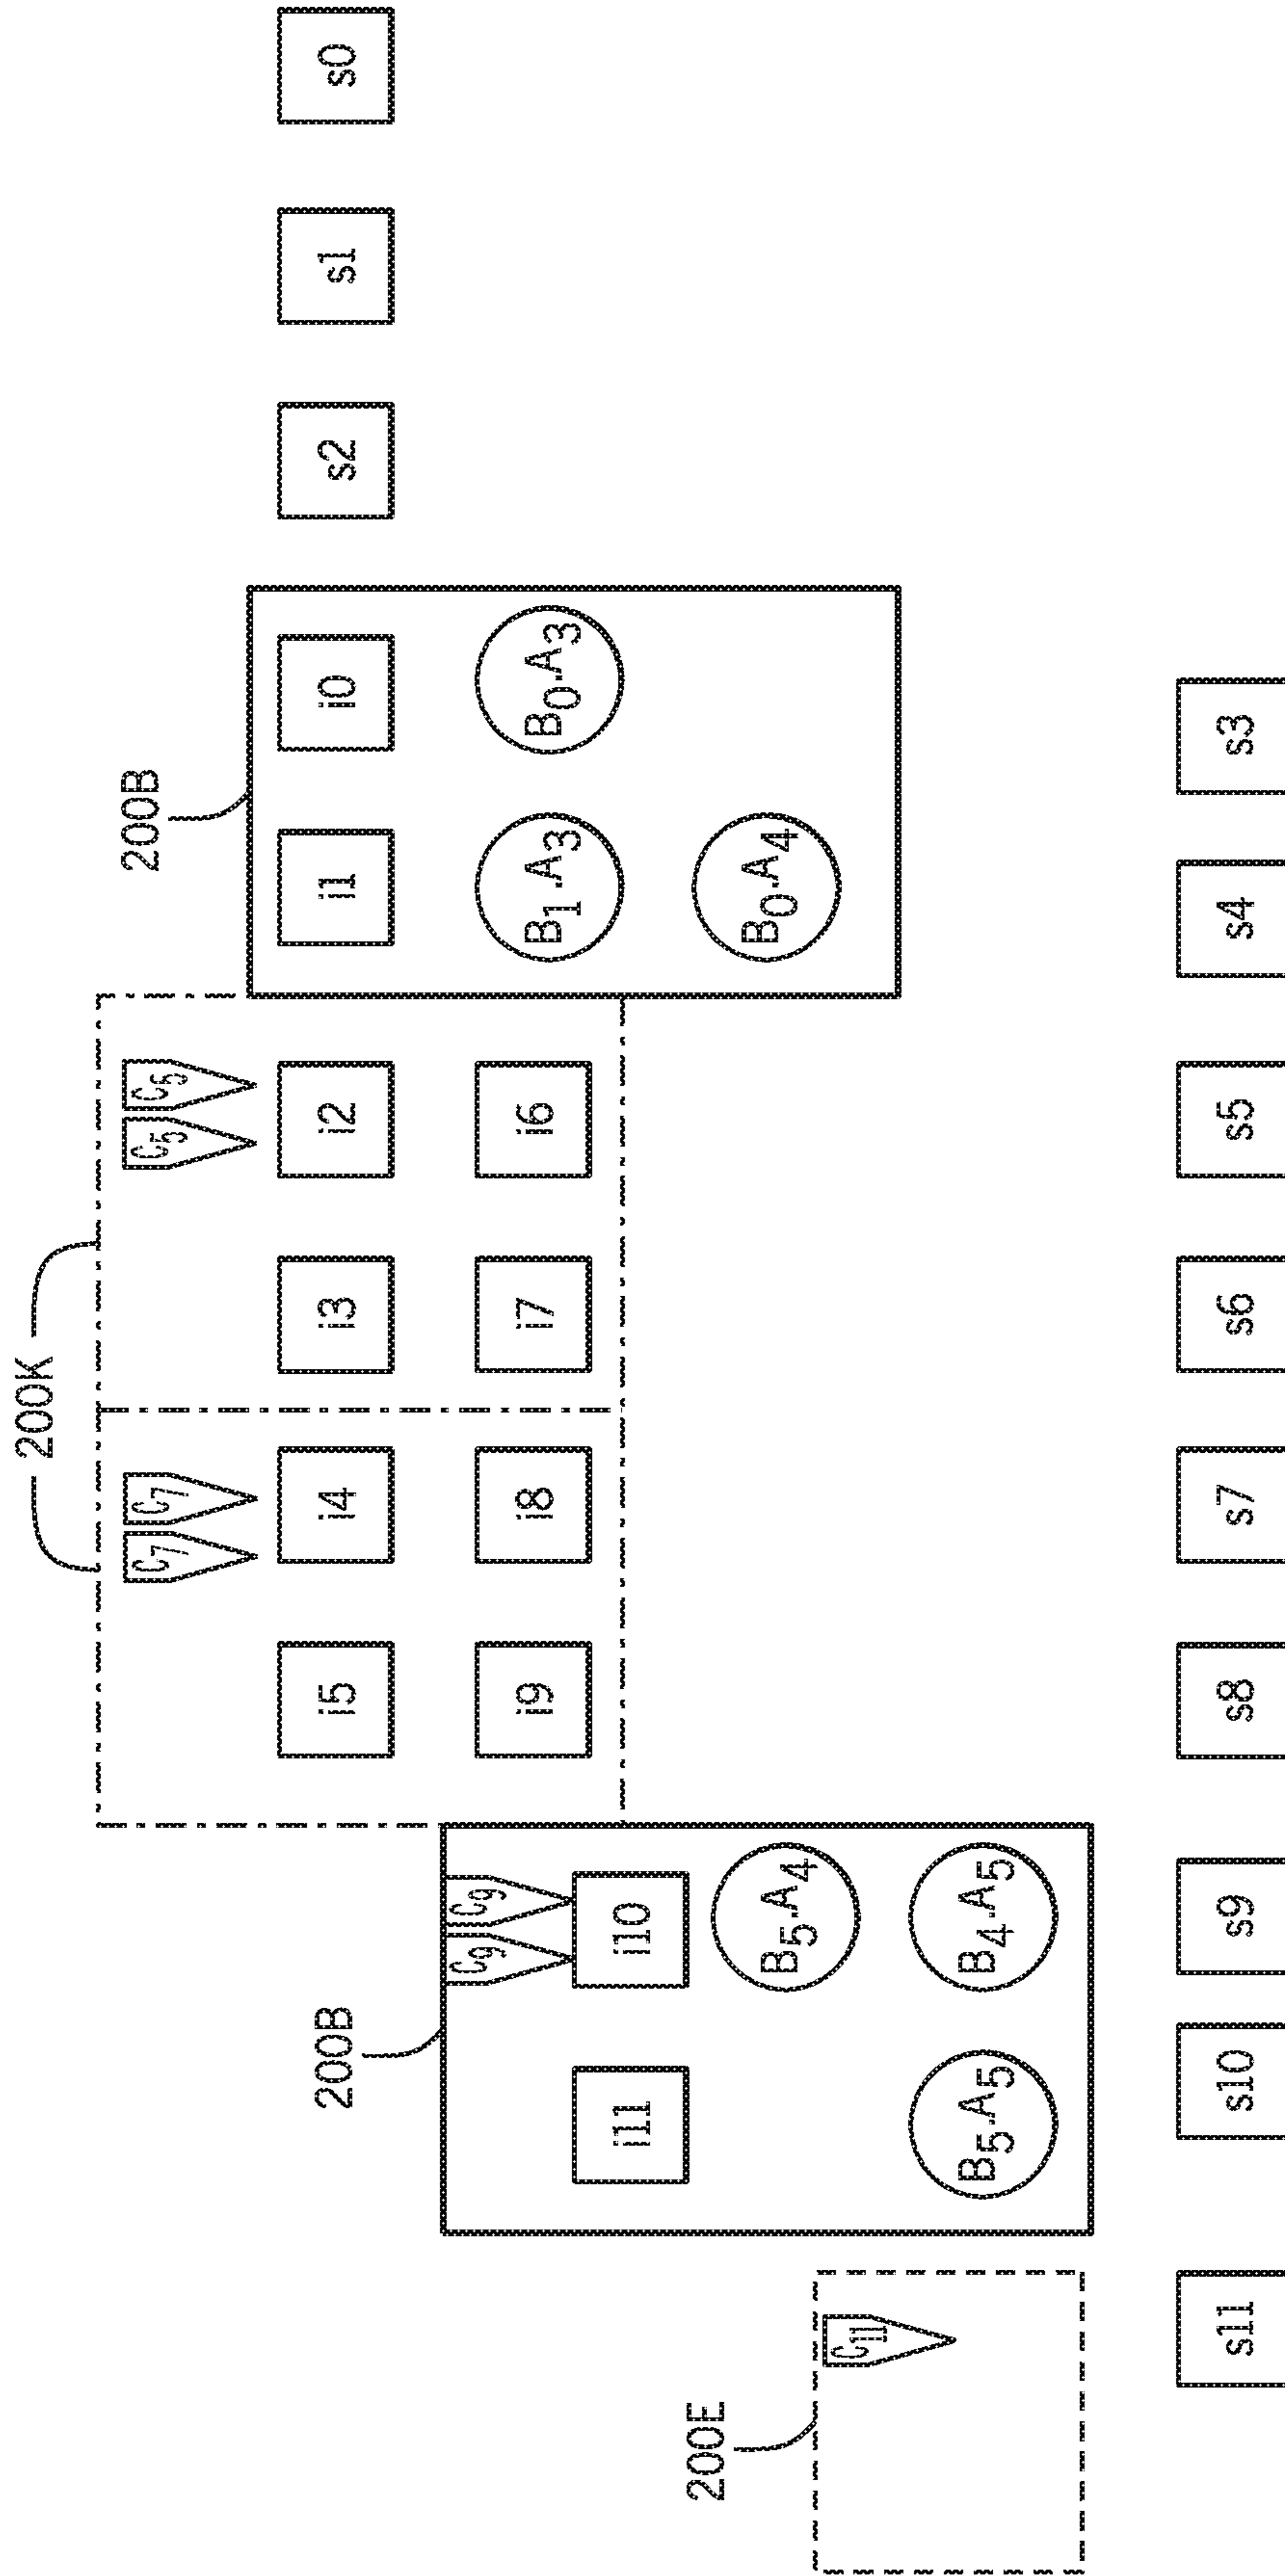 200K
200B
C7 C7 C5 C5
200B i5 i4 i3 i2 i1 i0 s2 s1 s0
C9 C9
i9 i8 i7 i6 B1.A3 B0.A3
i11 i10
200E
B5.A4 B0.A4
C11
B5.A5 B4.A5
s11 s10 s9 s8 s7 s6 s5 s4 s3